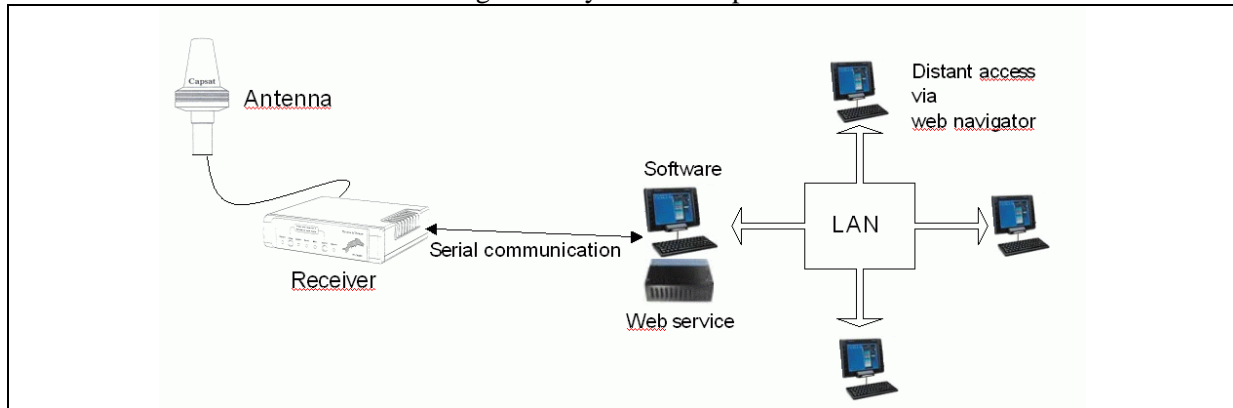 Capsat
Antenna
Receiver
Serial communication
Software
Web service
LAN
Distant access
via
web navigator